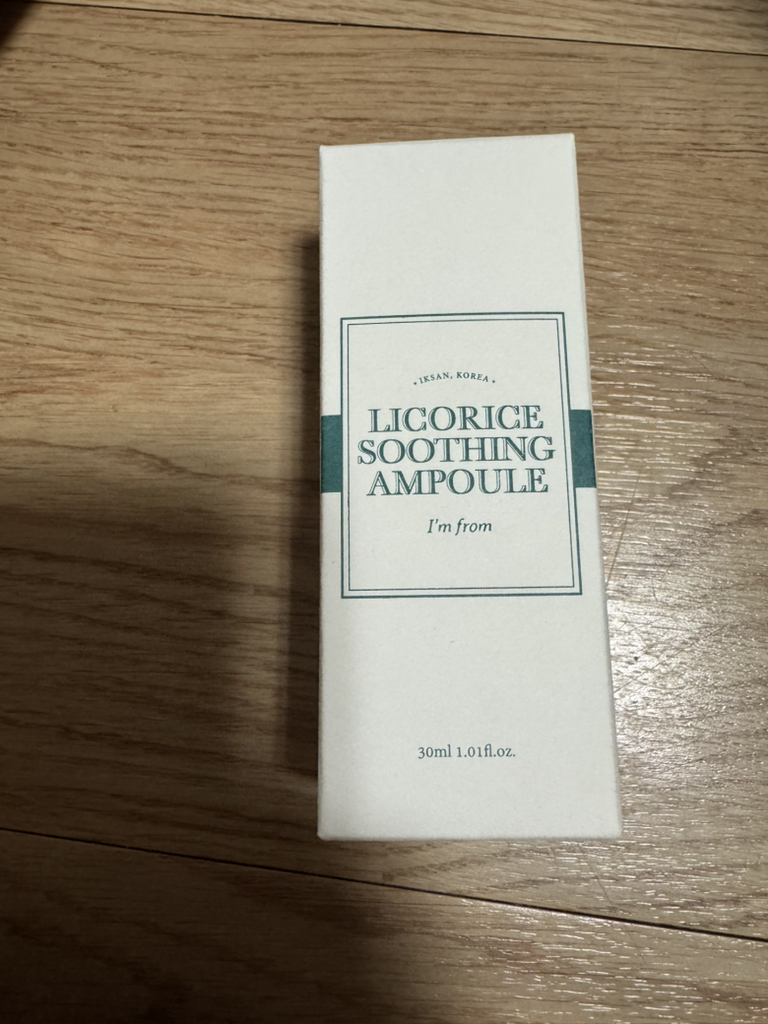 • IKSAN, KOREA •
LICORICE
SOOTHING
AMPOULE
I'm from
30ml 1.01fl.oz.